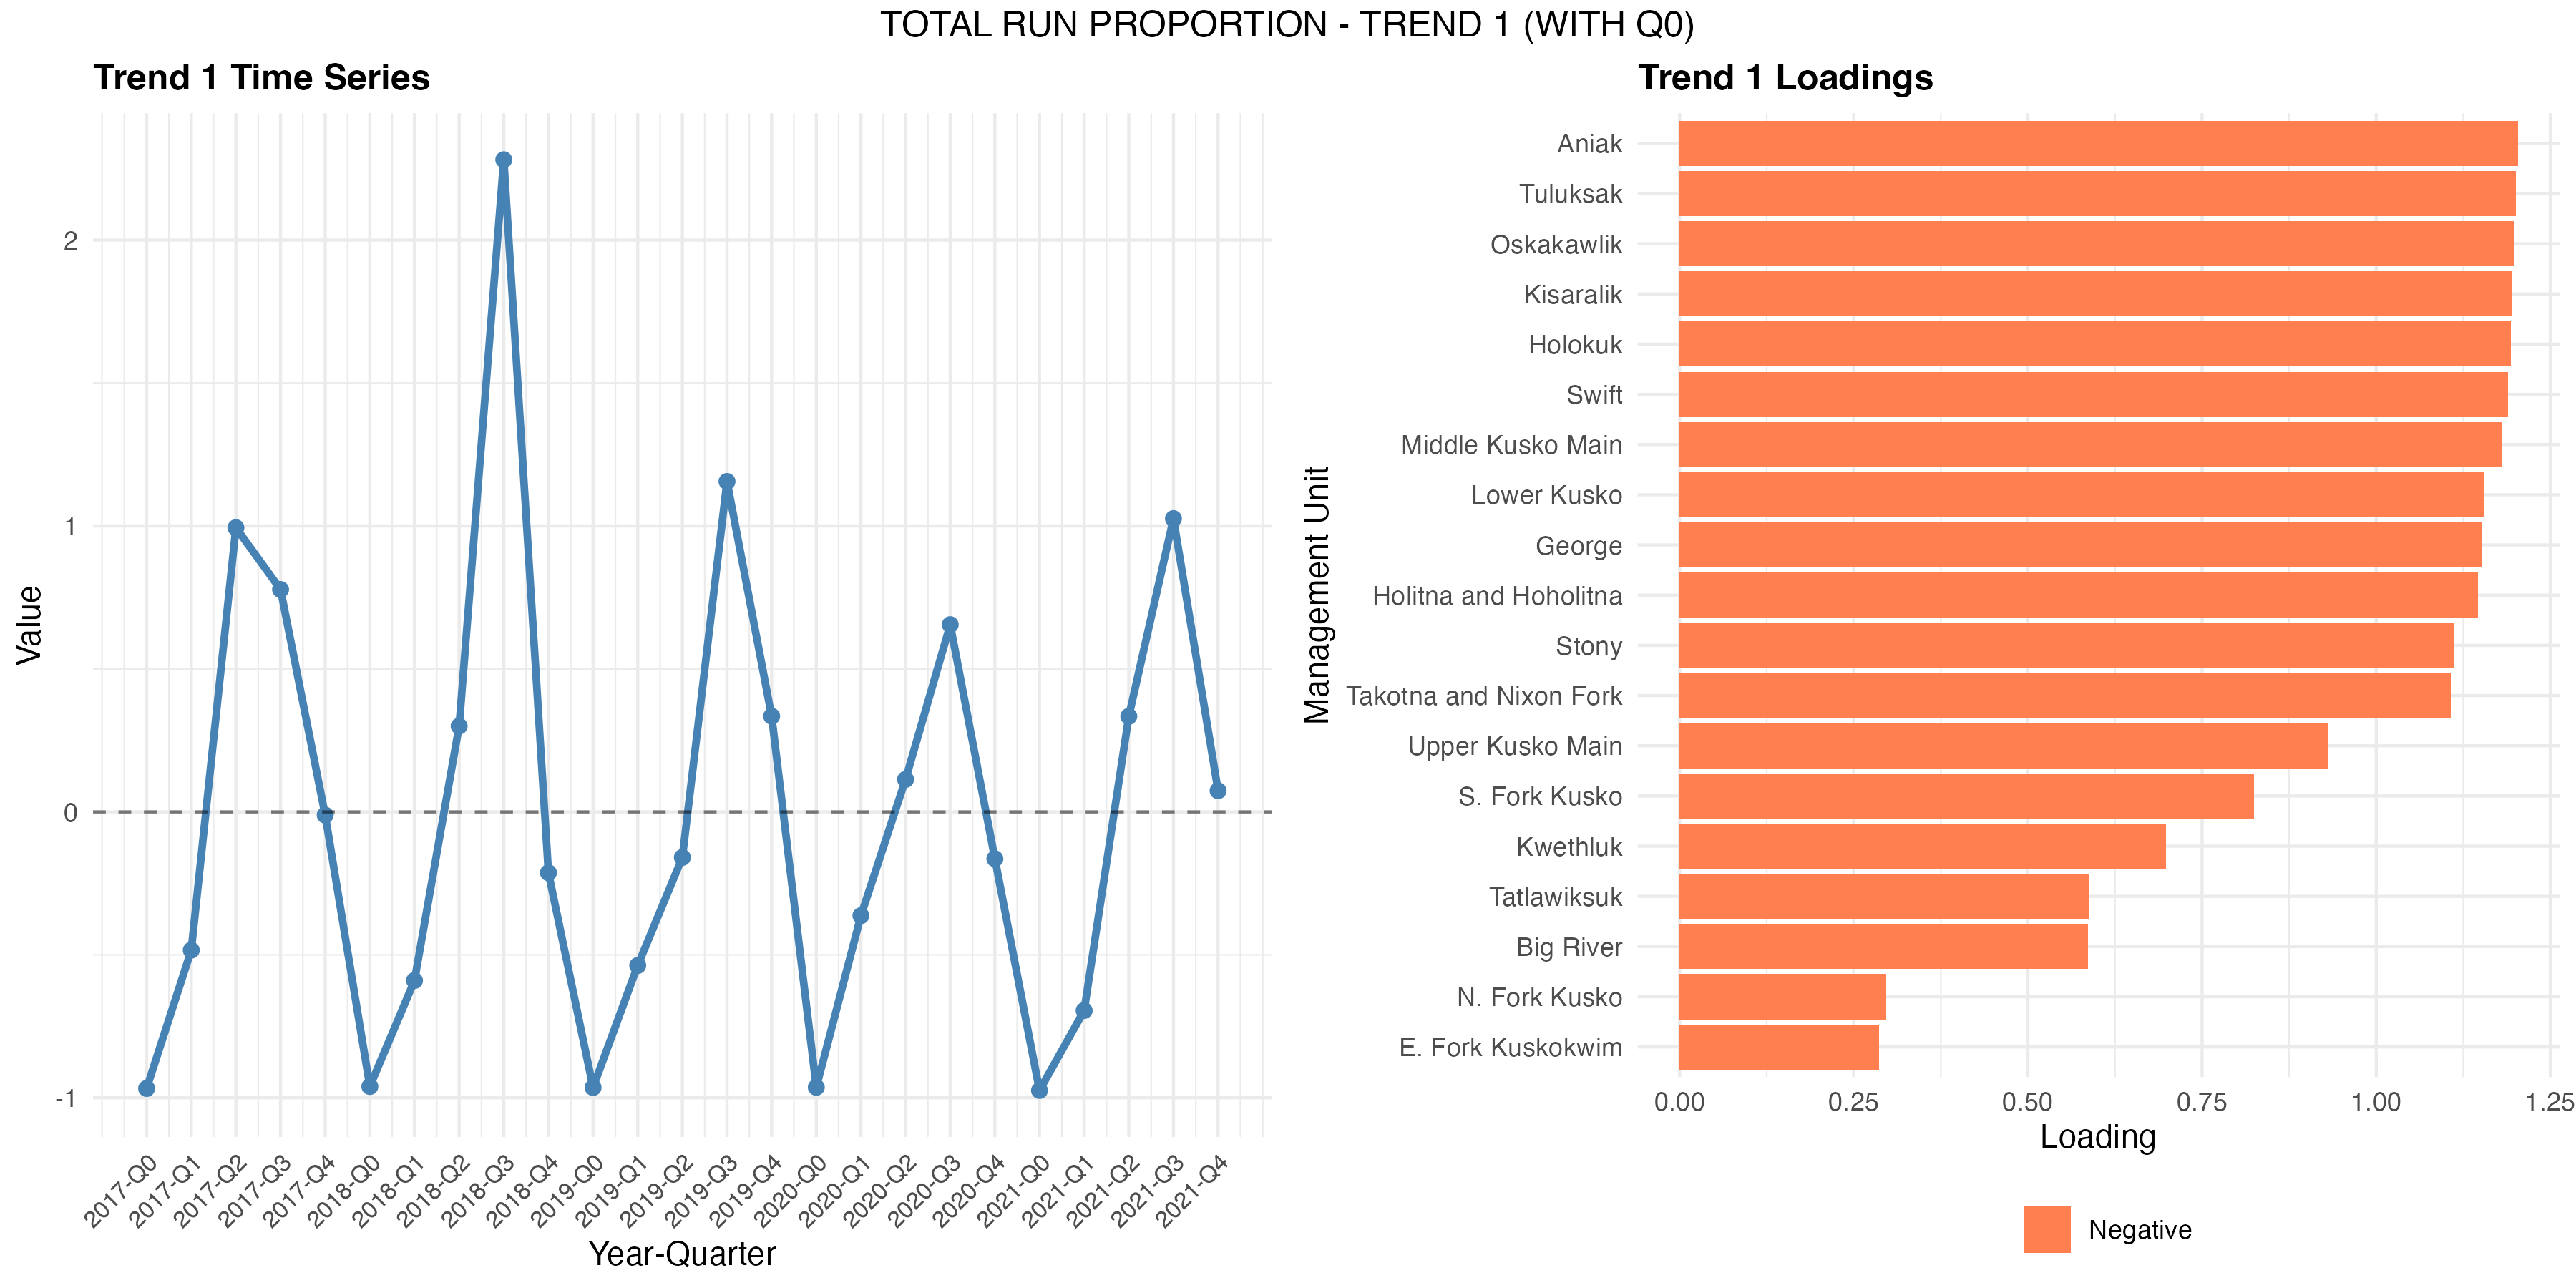 TOTAL RUN PROPORTION - TREND 1 (WITH Q0)
Trend 1 Time Series
Value
2
1
0
-1
2017-Q0
2017-Q1
2017-Q2
2017-Q3
2017-Q4
2018-Q0
2018-Q1
2018-Q2
2018-Q3
2018-Q4
2019-Q0
2019-Q1
2019-Q2
2019-Q3
2019-Q4
2020-Q0
2020-Q1
2020-Q2
2020-Q3
2020-Q4
2021-Q0
2021-Q1
2021-Q2
2021-Q3
2021-Q4
Year-Quarter
Trend 1 Loadings
Management Unit
Aniak
Tuluksak
Oskakawlik
Kisaralik
Holokuk
Swift
Middle Kusko Main
Lower Kusko
George
Holitna and Hoholitna
Stony
Takotna and Nixon Fork
Upper Kusko Main
S. Fork Kusko
Kwethluk
Tatlawiksuk
Big River
N. Fork Kusko
E. Fork Kuskokwim
0.00 0.25 0.50 0.75 1.00 1.25
Loading
Negative